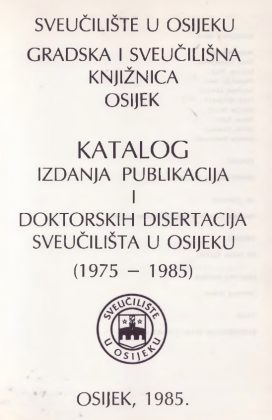 SVEUČILIŠTE U OSIJEKU
GRADSKA I SVEUČILIŠNA
KNJIŽNICA
OSIJEK
KATALOG
IZDANJA PUBLIKACIJA
I
DOKTORSKIH DISERTACIJA
SVEUČILIŠTA U OSIJEKU
(1975 – 1985)
SVEUČILIŠTE
U OSIJEKU
OSIJEK, 1985.